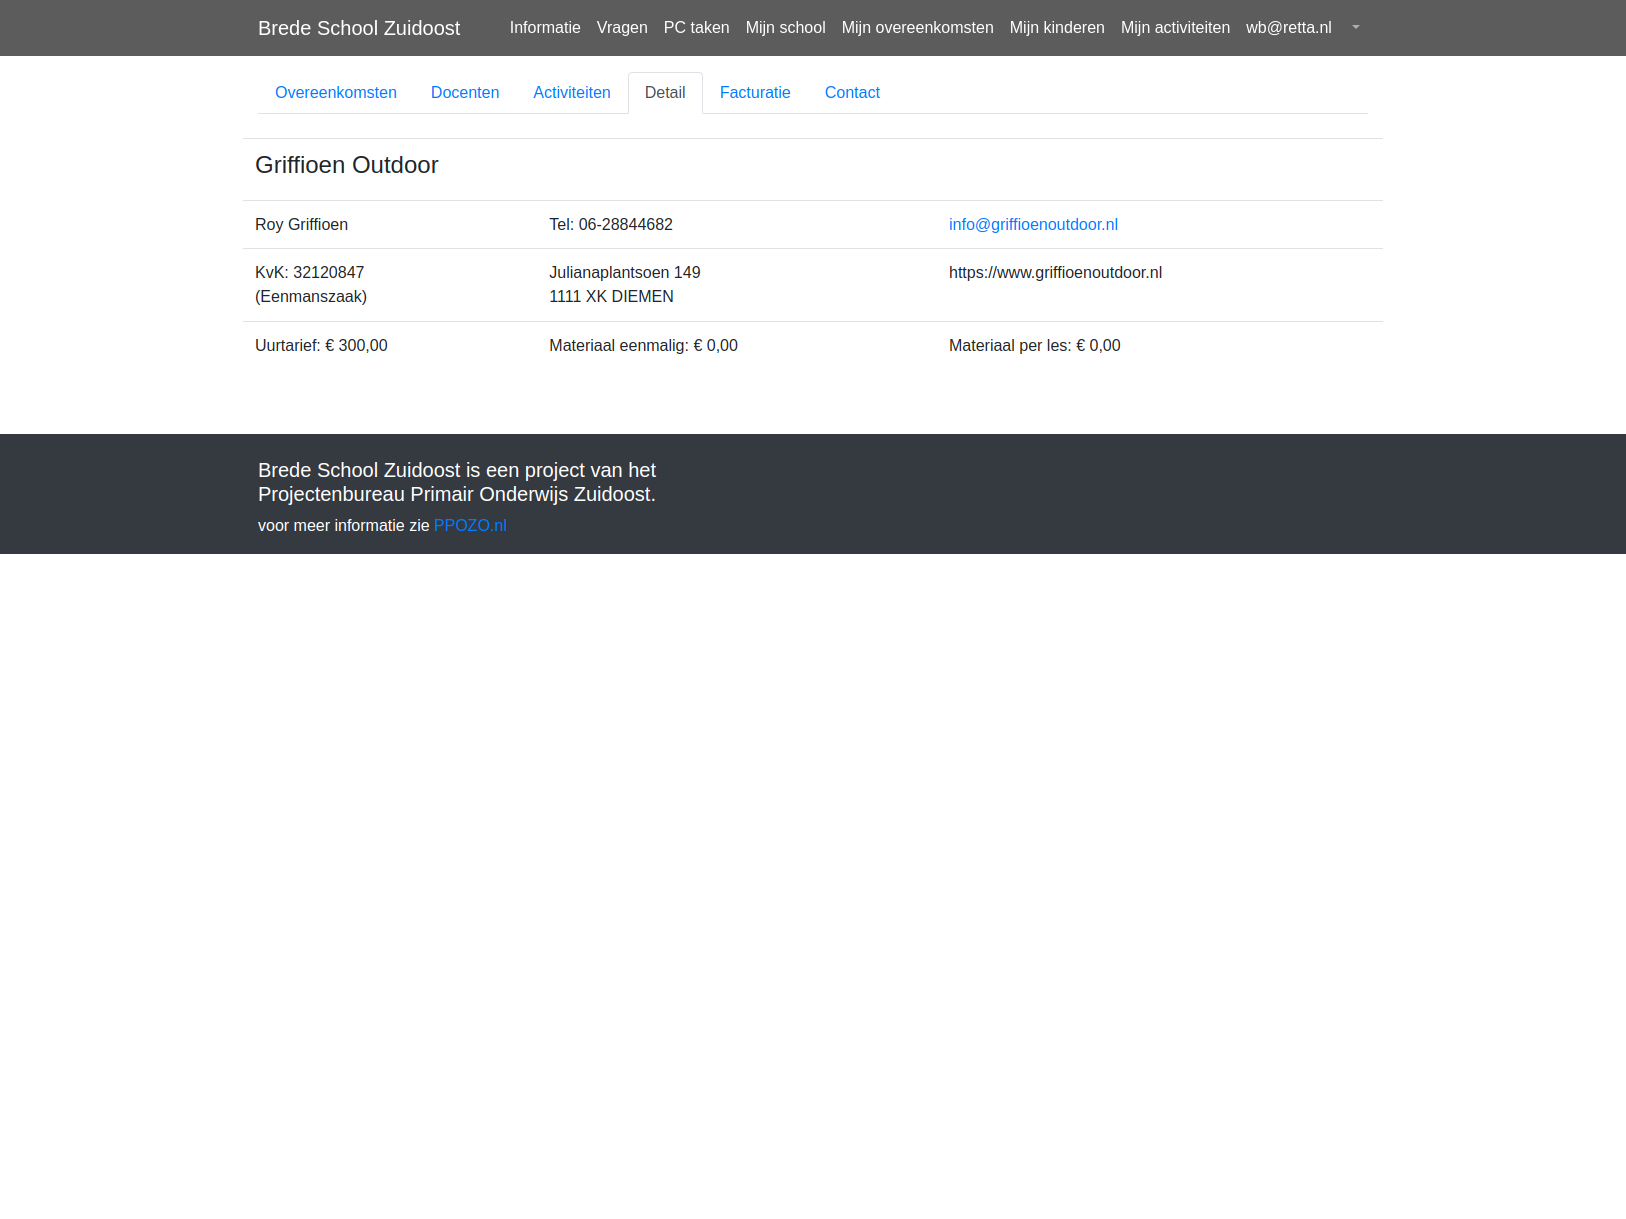 Brede School Zuidoost Informatie Vragen PC taken Mijn school Mijn overeenkomsten Mijn kinderen Mijn activiteiten wb@retta.nl
Overeenkomsten Docenten Activiteiten Detail Facturatie Contact
Griffioen Outdoor
Roy Griffioen Tel: 06-28844682 info@griffioenoutdoor.nl
KvK: 32120847 Julianaplantsoen 149 https://www.griffioenoutdoor.nl
(Eenmanszaak) 1111 XK DIEMEN
Uurtarief: € 300,00 Materiaal eenmalig: € 0,00 Materiaal per les: € 0,00
Brede School Zuidoost is een project van het
Projectenbureau Primair Onderwijs Zuidoost.
voor meer informatie zie PPOZO.nl